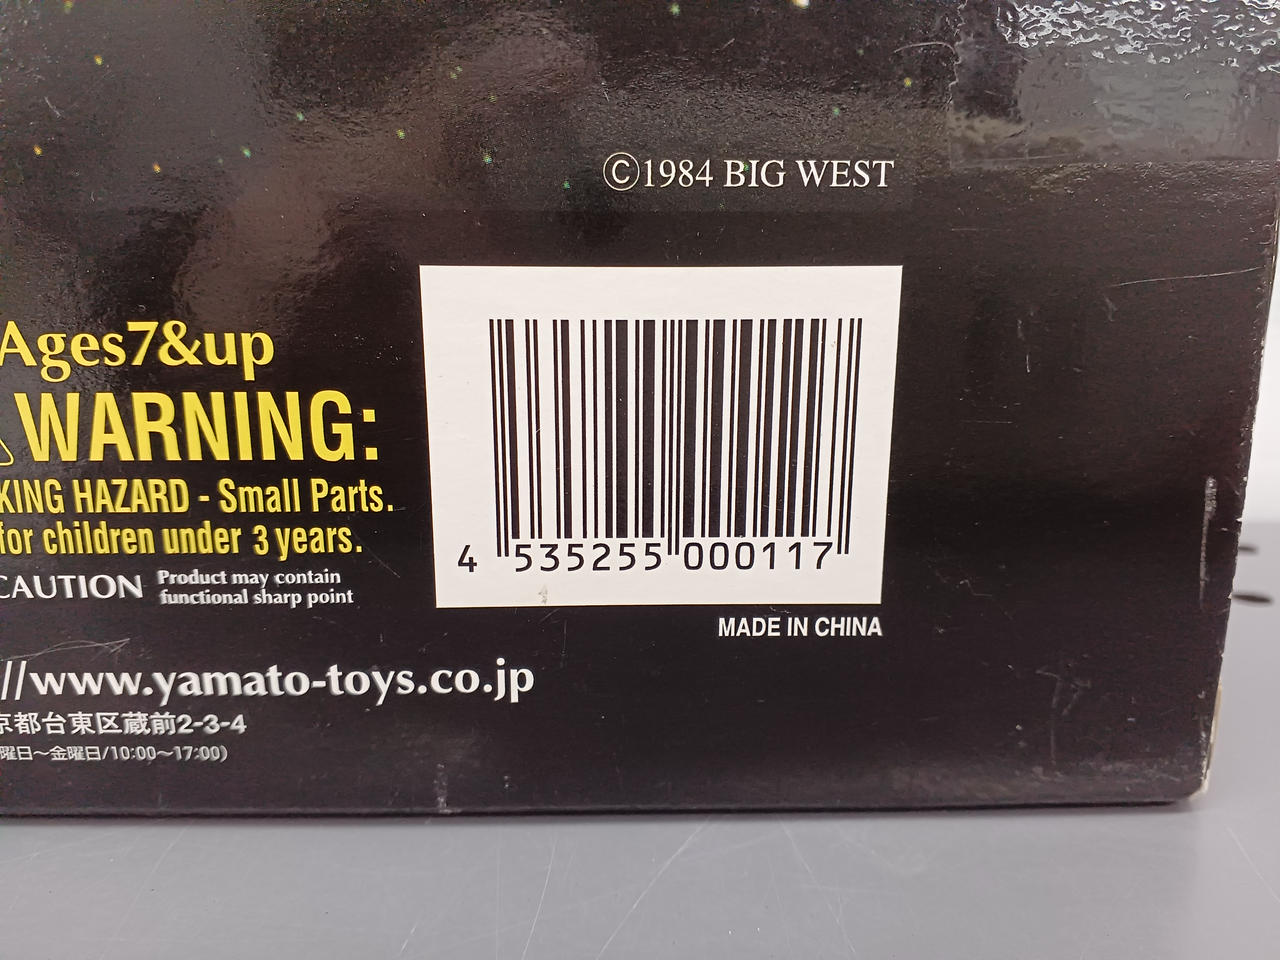 ©1984 BIG WEST
Ages7&up
WARNING:
KING HAZARD - Small Parts.
for children under 3 years.
CAUTION Product may contain
functional sharp point
4 535255 000117
MADE IN CHINA
//www.yamato-toys.co.jp
京都台東区蔵前2-3-4
曜日～金曜日/10:00～17:00)